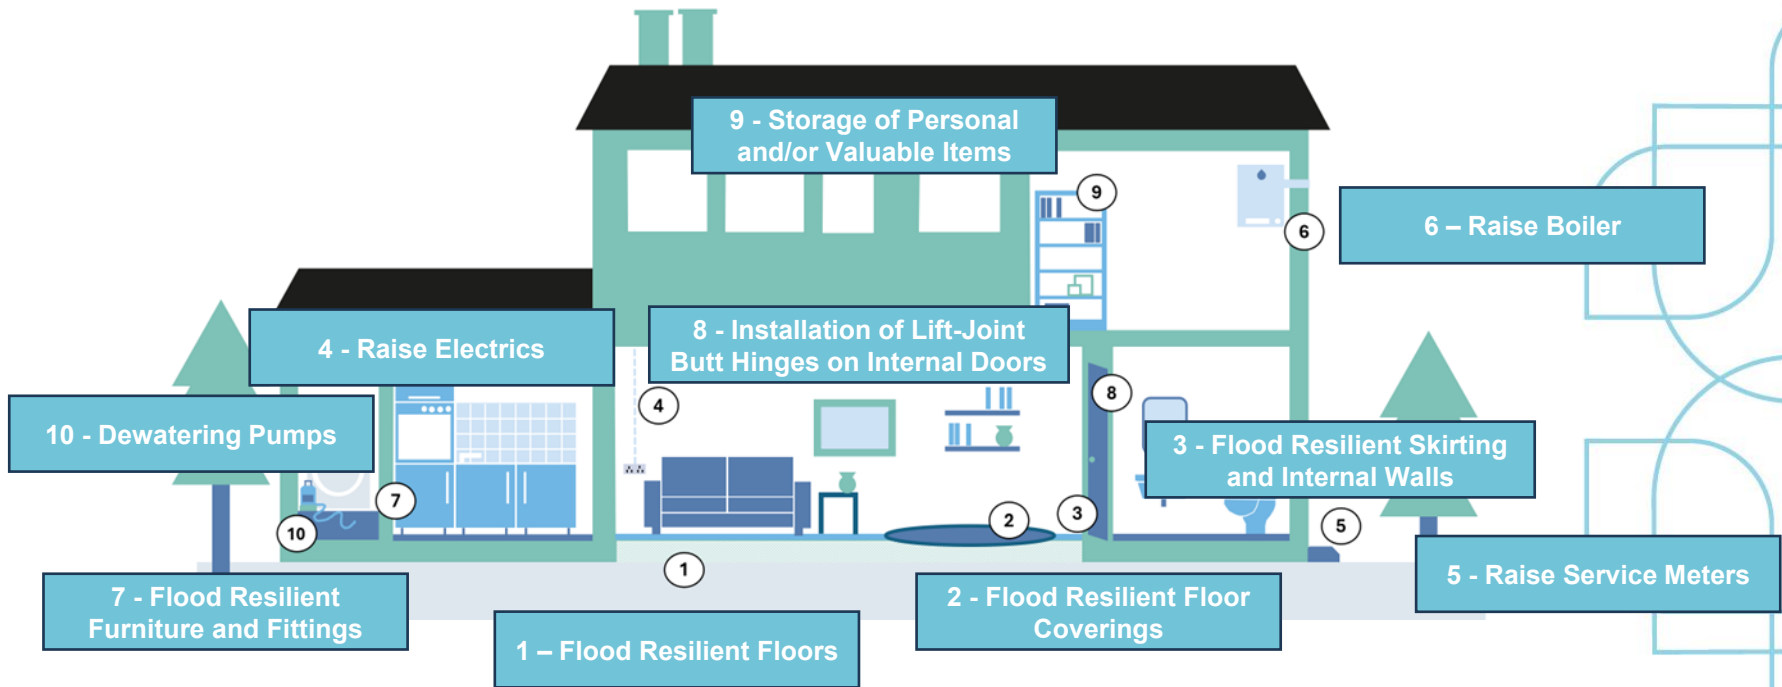 9 - Storage of Personal
and/or Valuable Items
9
6
6 – Raise Boiler
4 - Raise Electrics
8 - Installation of Lift-Joint
Butt Hinges on Internal Doors
4
8
10 - Dewatering Pumps
3 - Flood Resilient Skirting
and Internal Walls
7
10
2
3
5
1
5 - Raise Service Meters
7 - Flood Resilient
Furniture and Fittings
2 - Flood Resilient Floor
Coverings
1 – Flood Resilient Floors